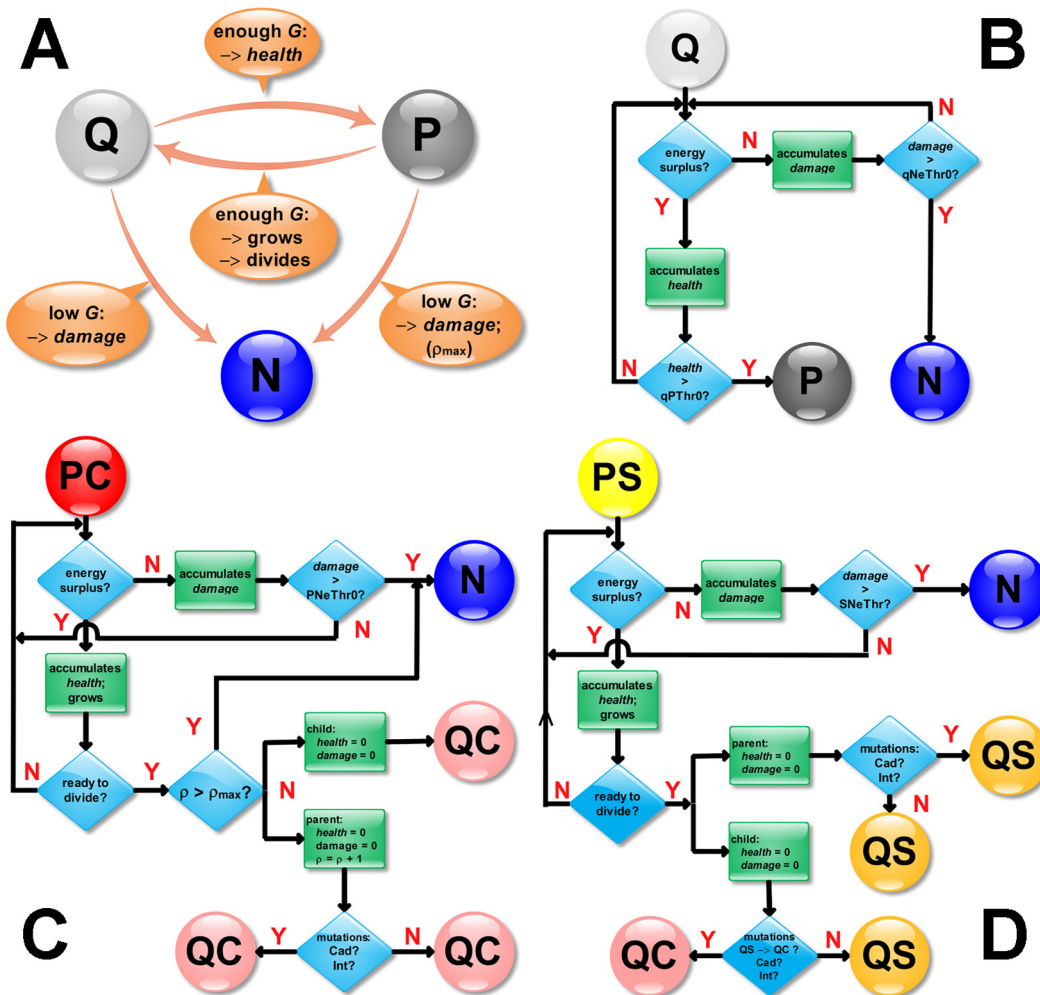 A
enough G:
–> health
Q
P
enough G:
–> grows
–> divides
low G:
–> damage
low G:
–> damage;
(ρmax)
N
B
Q
energy
surplus?
N
accumulates
damage
damage
>
qNeThr0?
N
Y
Y
accumulates
health
health
>
qPThr0?
N
Y
P
N
PC
energy
surplus?
N
accumulates
damage
damage
>
PNeThr0?
Y
N
N
Y
accumulates
health;
grows
ready to
divide?
N
Y
ρ > ρmax?
Y
N
child:
health = 0
damage = 0
QC
parent:
health = 0
damage = 0
ρ = ρ + 1
mutations:
Cad?
Int?
Y
N
QC
QC
C
PS
energy
surplus?
N
accumulates
damage
damage
>
SNeThr?
Y
N
N
Y
accumulates
health;
grows
ready to
divide?
N
Y
parent:
health = 0
damage = 0
mutations:
Cad?
Int?
Y
QS
N
QS
child:
health = 0
damage = 0
mutations
QS –> QC ?
Cad?
Int?
Y
N
QC
QS
D